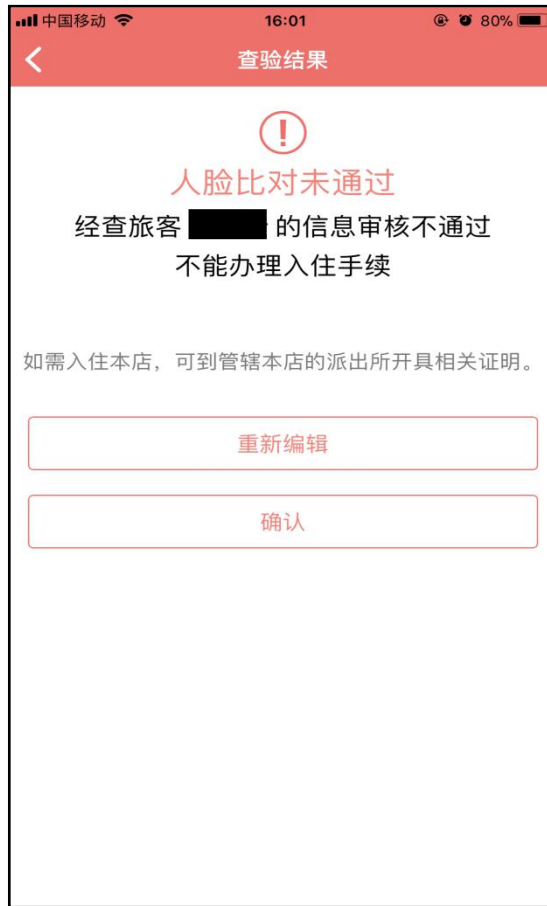 中国移动 16:01 80%
查验结果
人脸比对未通过
经查旅客 的信息审核不通过
不能办理入住手续
如需入住本店，可到管辖本店的派出所开具相关证明。
重新编辑
确认